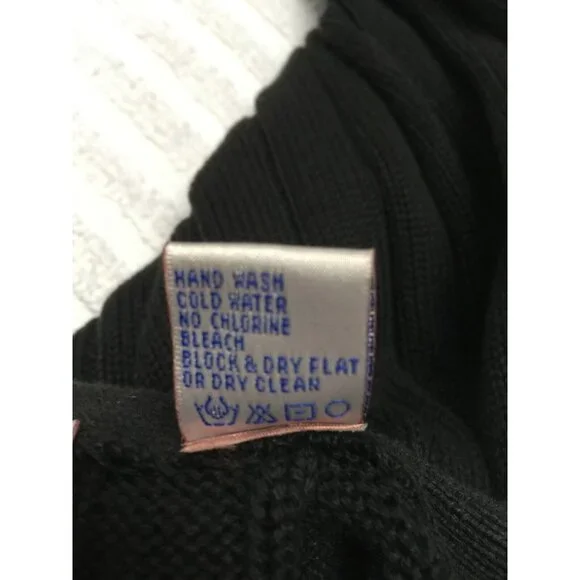 HAND WASH
COLD WATER
NO CHLORINE
BLEACH
BLOCK & DRY FLAT
OR DRY CLEAN